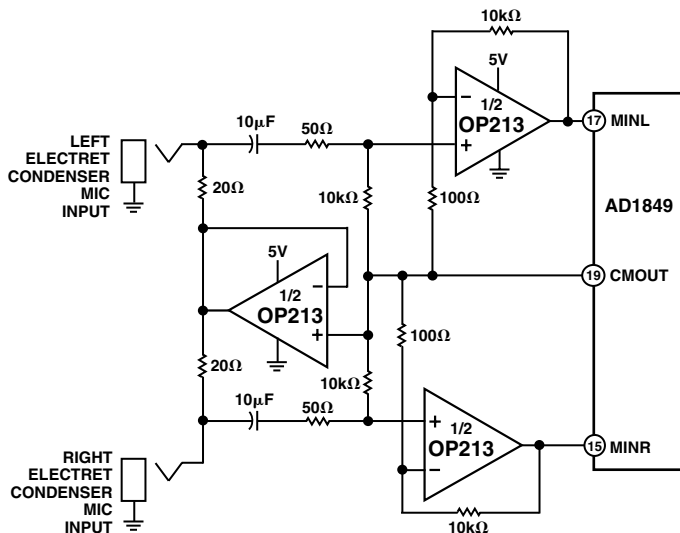 10kΩ
5V
−
1/2
OP213
+
17 MINL
10µF
50Ω
LEFT
ELECTRET
CONDENSER
MIC
INPUT
20Ω
10kΩ
100Ω
AD1849
5V
−
1/2
OP213
+
19 CMOUT
100Ω
20Ω
10kΩ
10µF
50Ω
+
1/2
OP213
−
15 MINR
RIGHT
ELECTRET
CONDENSER
MIC
INPUT
10kΩ